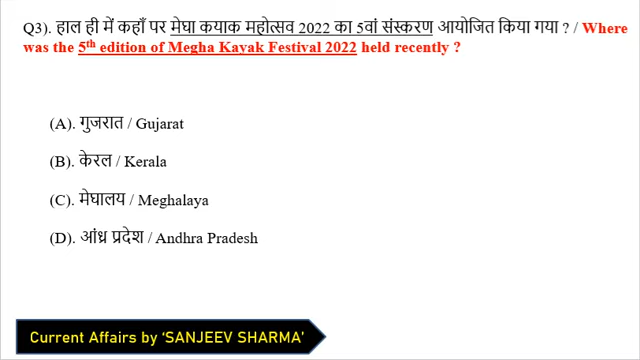 Q3). हाल ही में कहाँ पर मेघा कयाक महोत्सव 2022 का 5वां संस्करण आयोजित किया गया ? / Where
was the 5th edition of Megha Kayak Festival 2022 held recently ?
(A). गुजरात / Gujarat
(B). केरल / Kerala
(C). मेघालय / Meghalaya
(D). आंध्र प्रदेश / Andhra Pradesh
Current Affairs by ‘SANJEEV SHARMA’